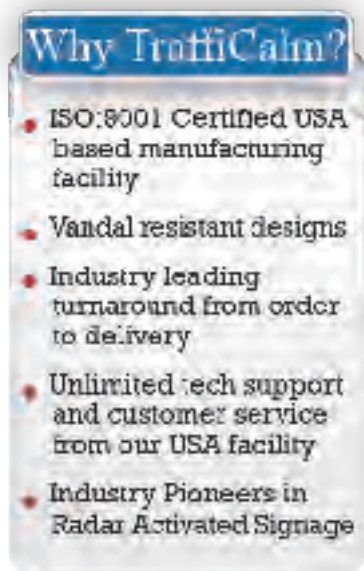 Why TraffiCalm?
ISO:9001 Certified USA
based manufacturing
facility
Vandal resistant designs
Industry leading
turnaround from order
to delivery
Unlimited tech support
and customer service
from our USA facility
Industry Pioneers in
Radar Activated Signage